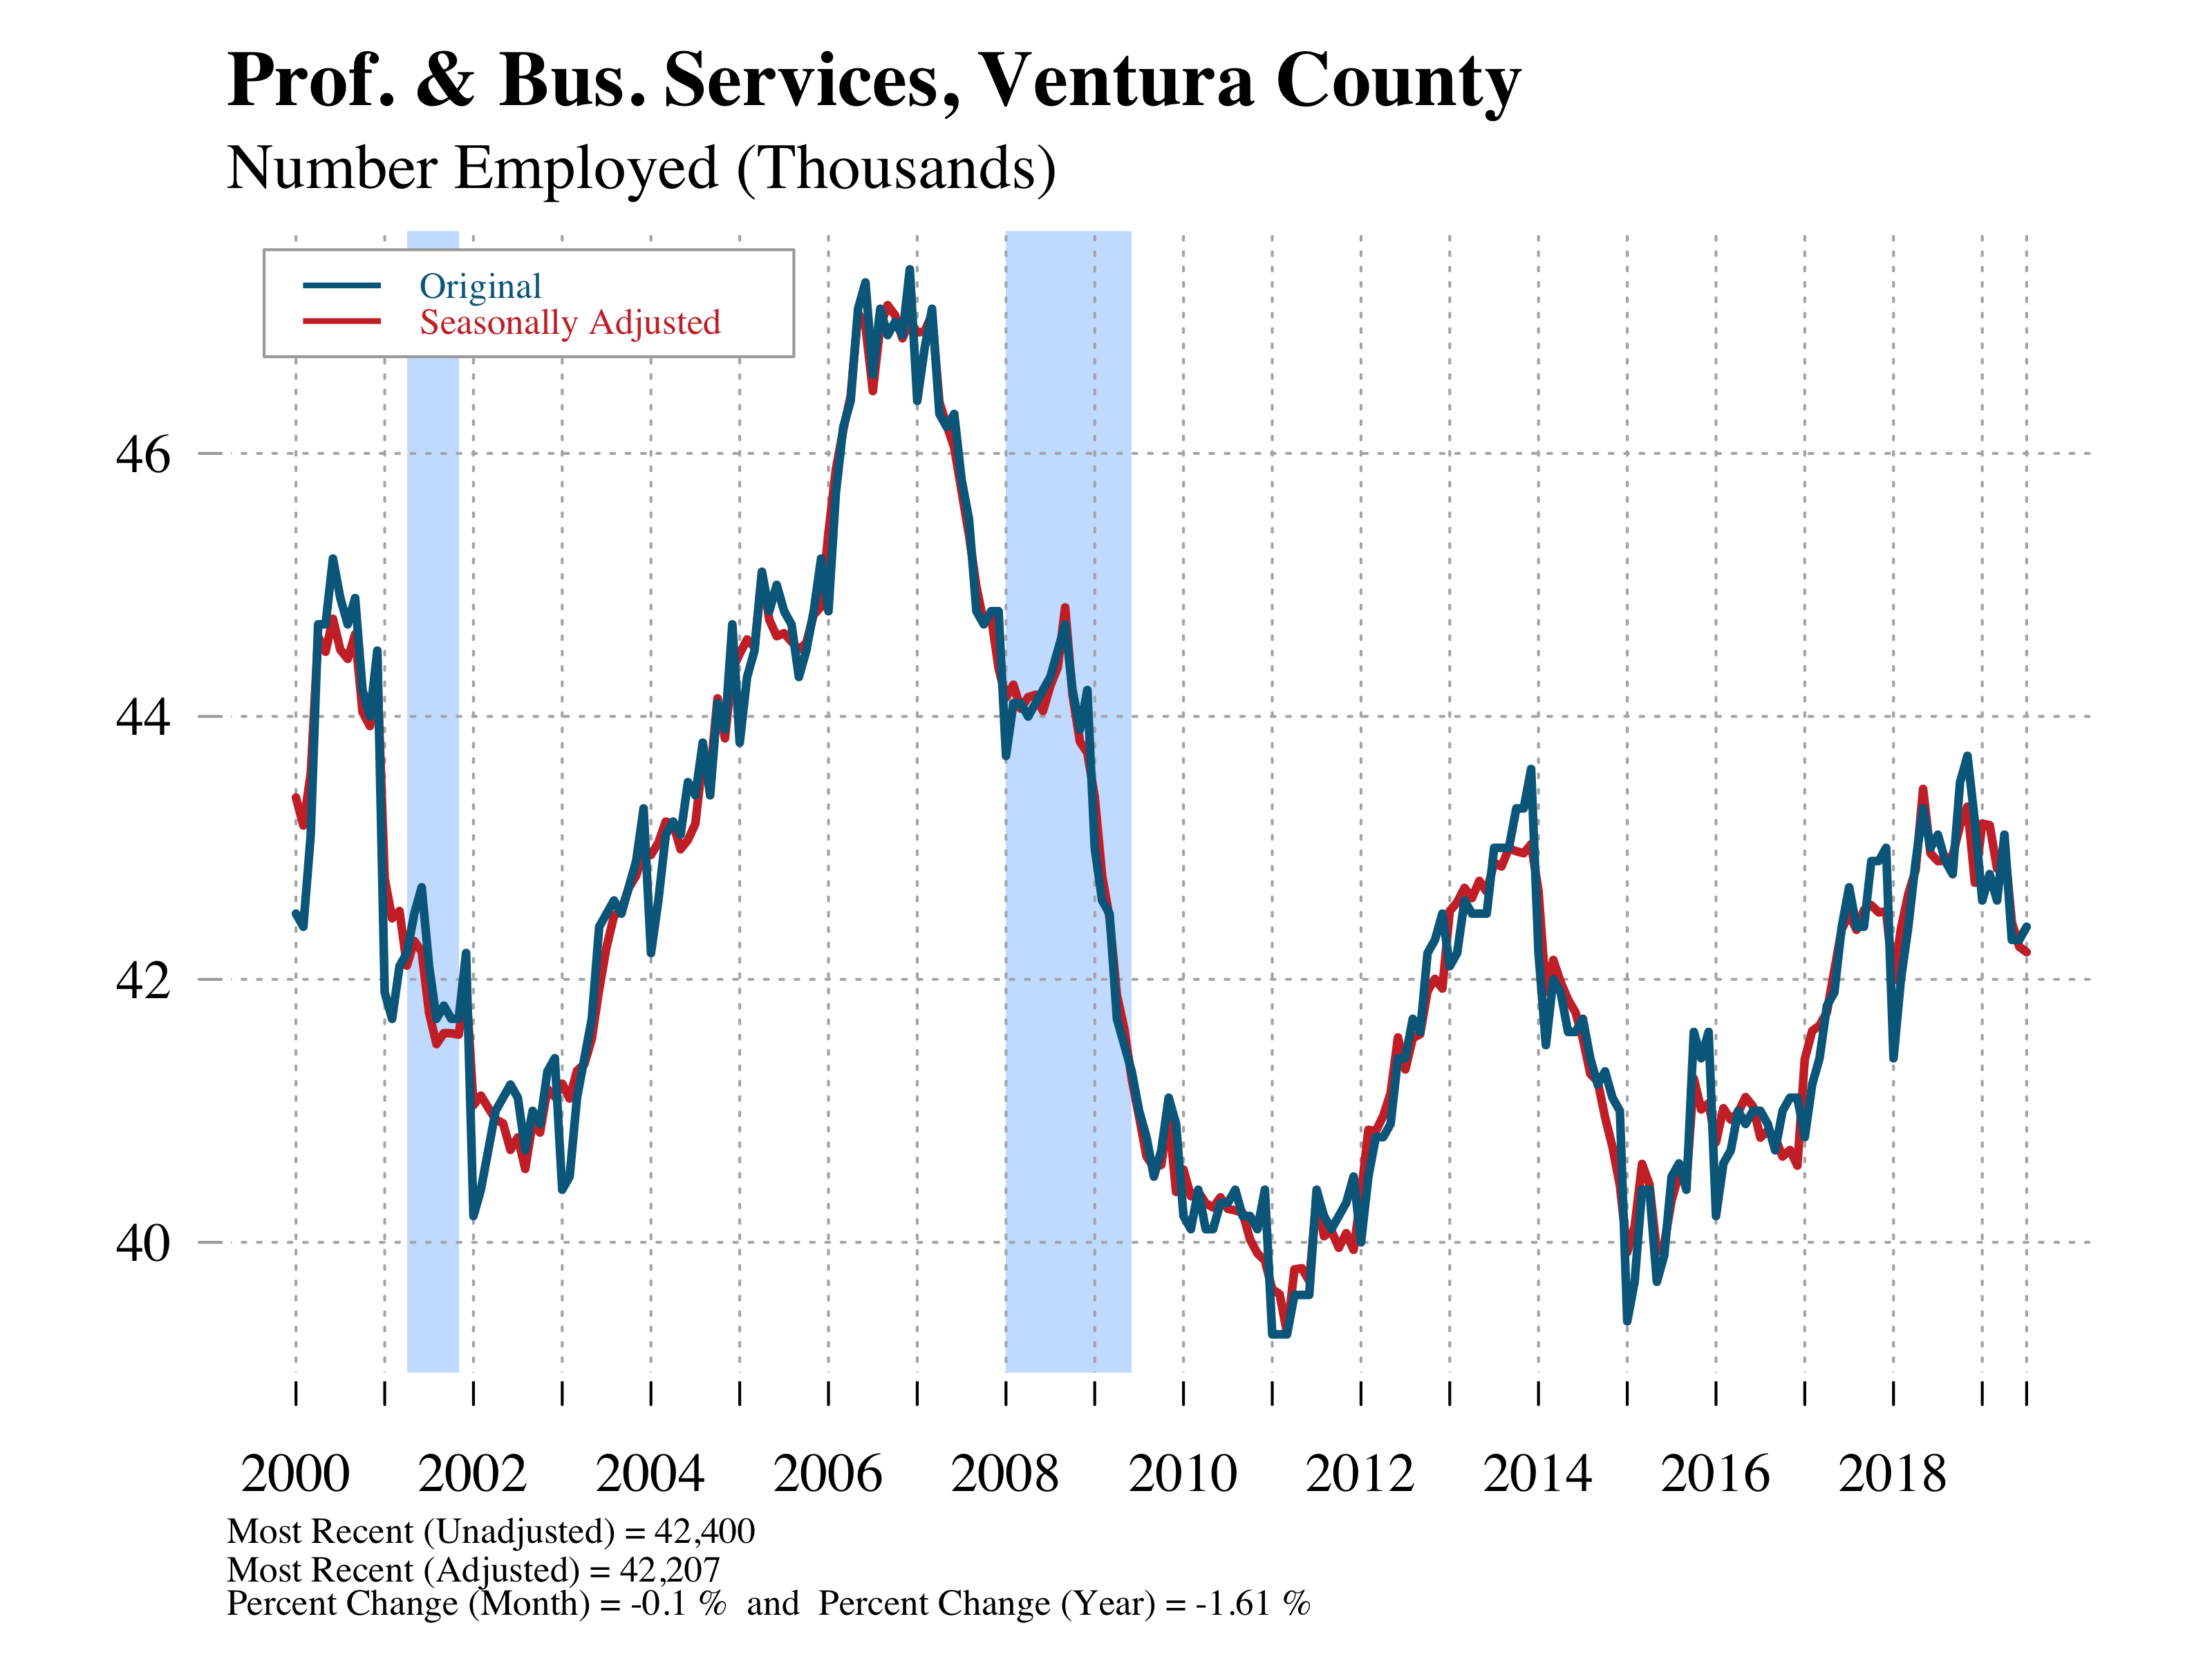 Prof. & Bus. Services, Ventura County
Number Employed (Thousands)
Original
Seasonally Adjusted
46
44
42
40
2000 2002 2004 2006 2008 2010 2012 2014 2016 2018
Most Recent (Unadjusted) = 42,400
Most Recent (Adjusted) = 42,207
Percent Change (Month) = -0.1 % and Percent Change (Year) = -1.61 %